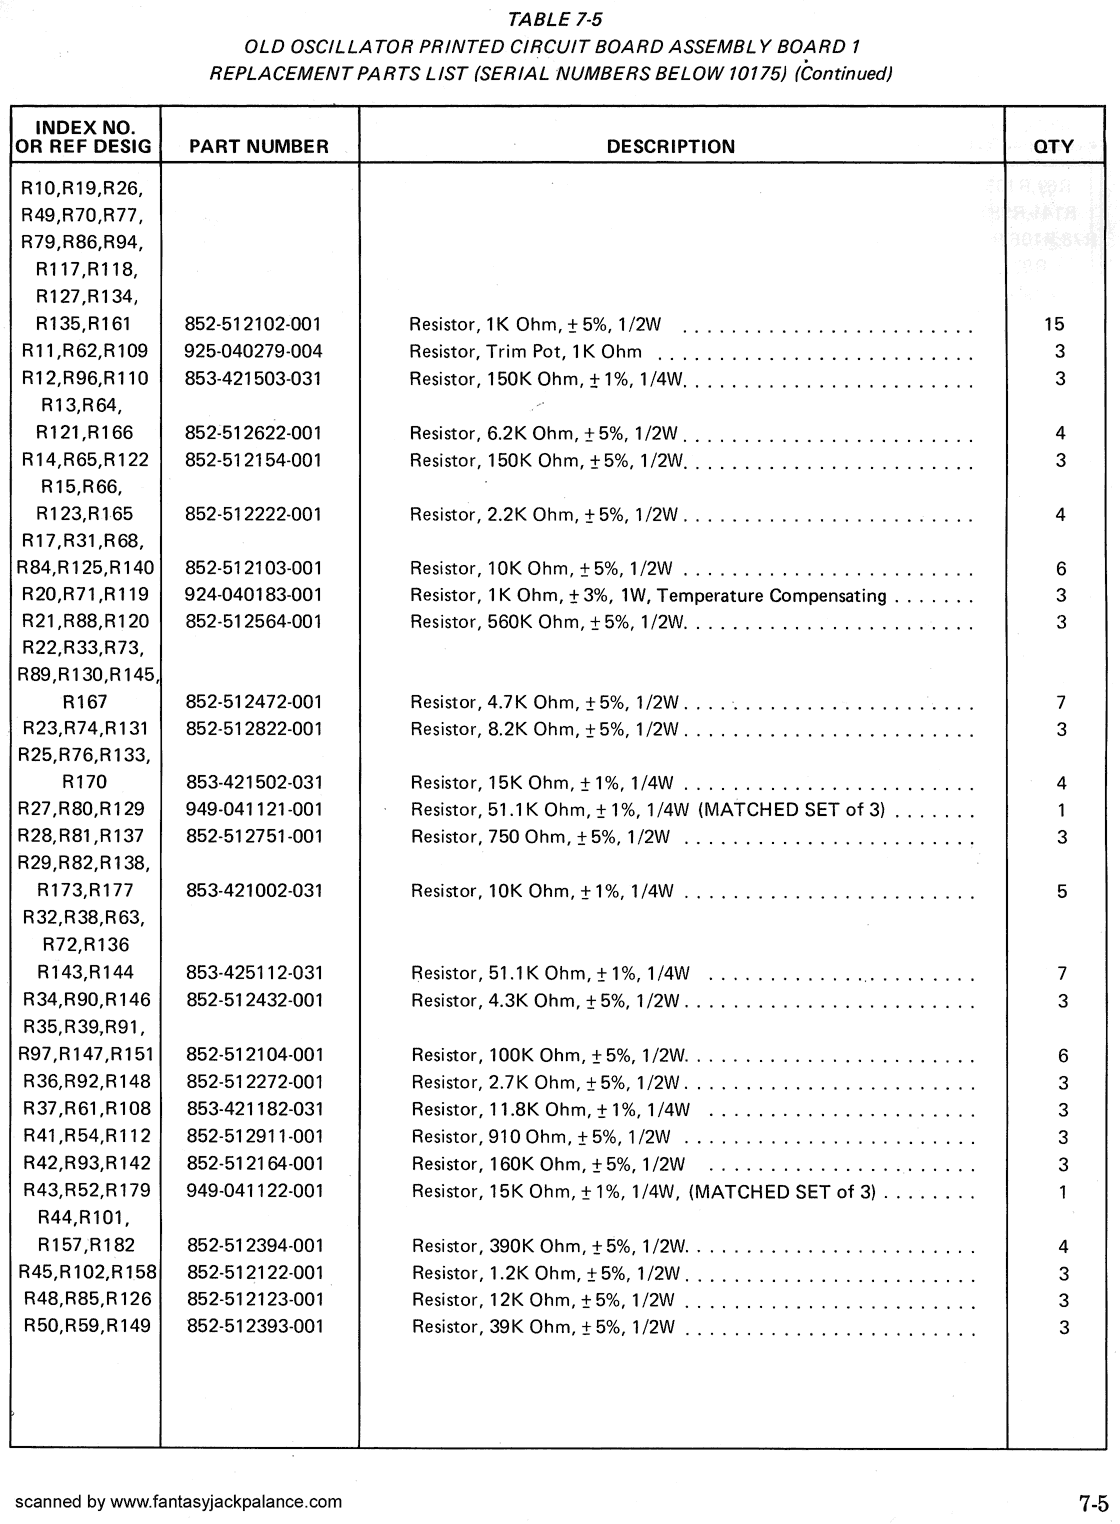 TABLE 7-5
OLD OSCILLATOR PRINTED CIRCUIT BOARD ASSEMBLY BOARD 1
REPLACEMENT PARTS LIST (SERIAL NUMBERS BELOW 10175) (Continued)
INDEX NO.
OR REF DESIG PART NUMBER DESCRIPTION QTY
R10,R19,R26,
R49,R70,R77,
R79,R86,R94,
R117,R118,
R127,R134,
R135,R161 852-512102-001 Resistor, 1K Ohm, ± 5%, 1/2W ........................ 15
R11,R62,R109 925-040279-004 Resistor, Trim Pot, 1K Ohm .......................... 3
R12,R96,R110 853-421503-031 Resistor, 150K Ohm, ± 1%, 1/4W........................ 3
R13,R64,
R121,R166 852-512622-001 Resistor, 6.2K Ohm, ± 5%, 1/2W ........................ 4
R14,R65,R122 852-512154-001 Resistor, 150K Ohm, ± 5%, 1/2W........................ 3
R15,R66,
R123,R165 852-512222-001 Resistor, 2.2K Ohm, ± 5%, 1/2W ........................ 4
R17,R31,R68,
R84,R125,R140 852-512103-001 Resistor, 10K Ohm, ± 5%, 1/2W ........................ 6
R20,R71,R119 924-040183-001 Resistor, 1K Ohm, ± 3%, 1W, Temperature Compensating ....... 3
R21,R88,R120 852-512564-001 Resistor, 560K Ohm, ± 5%, 1/2W........................ 3
R22,R33,R73,
R89,R130,R145,
R167 852-512472-001 Resistor, 4.7K Ohm, ± 5%, 1/2W ........................ 7
R23,R74,R131 852-512822-001 Resistor, 8.2K Ohm, ± 5%, 1/2W ........................ 3
R25,R76,R133,
R170 853-421502-031 Resistor, 15K Ohm, ± 1%, 1/4W ........................ 4
R27,R80,R129 949-041121-001 Resistor, 51.1K Ohm, ± 1%, 1/4W (MATCHED SET of 3) ....... 1
R28,R81,R137 852-512751-001 Resistor, 750 Ohm, ± 5%, 1/2W ........................ 3
R29,R82,R138,
R173,R177 853-421002-031 Resistor, 10K Ohm, ± 1%, 1/4W ........................ 5
R32,R38,R63,
R72,R136
R143,R144 853-425112-031 Resistor, 51.1K Ohm, ± 1%, 1/4W ...................... 7
R34,R90,R146 852-512432-001 Resistor, 4.3K Ohm, ± 5%, 1/2W ........................ 3
R35,R39,R91,
R97,R147,R151 852-512104-001 Resistor, 100K Ohm, ± 5%, 1/2W........................ 6
R36,R92,R148 852-512272-001 Resistor, 2.7K Ohm, ± 5%, 1/2W ........................ 3
R37,R61,R108 853-421182-031 Resistor, 11.8K Ohm, ± 1%, 1/4W ...................... 3
R41,R54,R112 852-512911-001 Resistor, 910 Ohm, ± 5%, 1/2W ........................ 3
R42,R93,R142 852-512164-001 Resistor, 160K Ohm, ± 5%, 1/2W ...................... 3
R43,R52,R179 949-041122-001 Resistor, 15K Ohm, ± 1%, 1/4W, (MATCHED SET of 3) ........ 1
R44,R101,
R157,R182 852-512394-001 Resistor, 390K Ohm, ± 5%, 1/2W........................ 4
R45,R102,R158 852-512122-001 Resistor, 1.2K Ohm, ± 5%, 1/2W ........................ 3
R48,R85,R126 852-512123-001 Resistor, 12K Ohm, ± 5%, 1/2W ........................ 3
R50,R59,R149 852-512393-001 Resistor, 39K Ohm, ± 5%, 1/2W ........................ 3
scanned by www.fantasyjackpalance.com
7-5